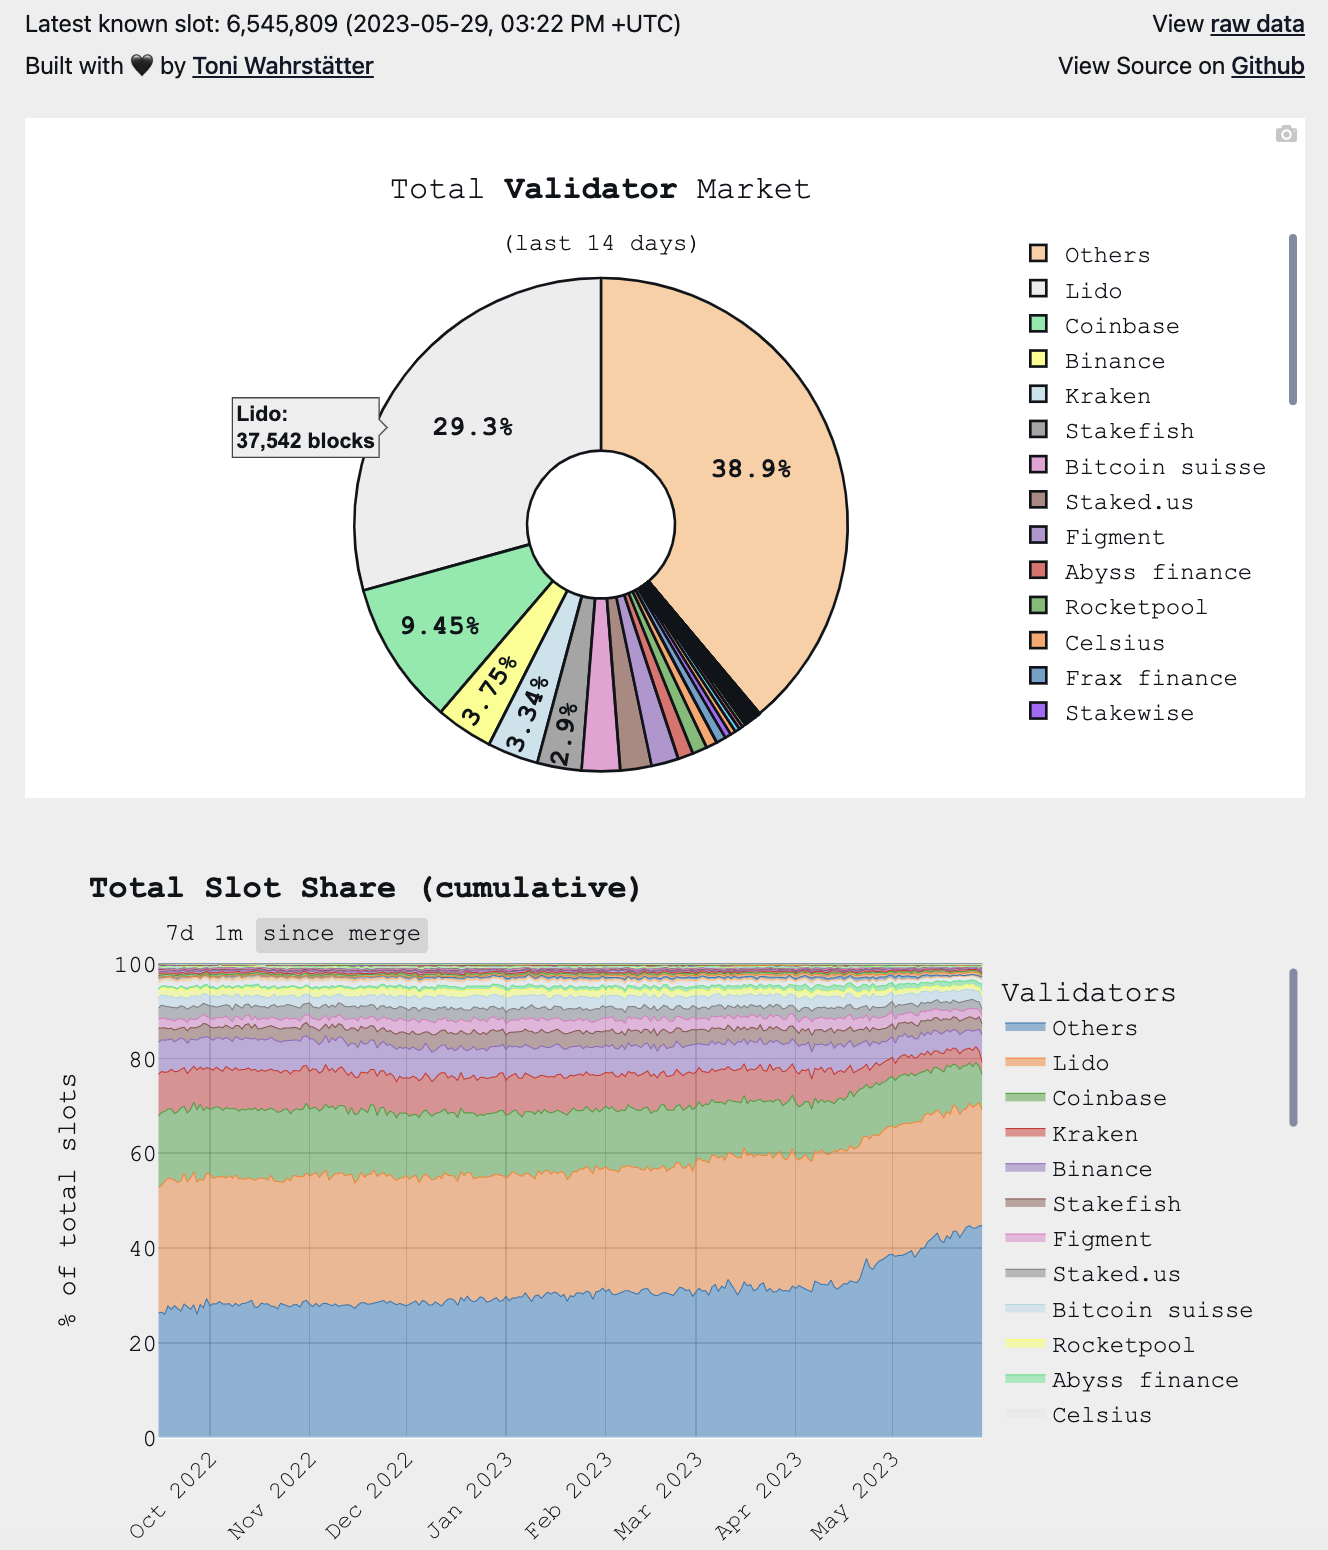 Latest known slot: 6,545,809 (2023-05-29, 03:22 PM +UTC)
View raw data
Built with 🖤 by Toni Wahrstätter
View Source on Github
Total Validator Market
(last 14 days)
Others
Lido
Coinbase
Binance
Kraken
Stakefish
Bitcoin suisse
Staked.us
Figment
Abyss finance
Rocketpool
Celsius
Frax finance
Stakewise
Lido:
37,542 blocks
29.3%
38.9%
9.45%
3.75%
3.34%
2.9%
Total Slot Share (cumulative)
7d 1m since merge
% of total slots
100
80
60
40
20
0
Oct 2022
Nov 2022
Dec 2022
Jan 2023
Feb 2023
Mar 2023
Apr 2023
May 2023
Validators
Others
Lido
Coinbase
Kraken
Binance
Stakefish
Figment
Staked.us
Bitcoin suisse
Rocketpool
Abyss finance
Celsius